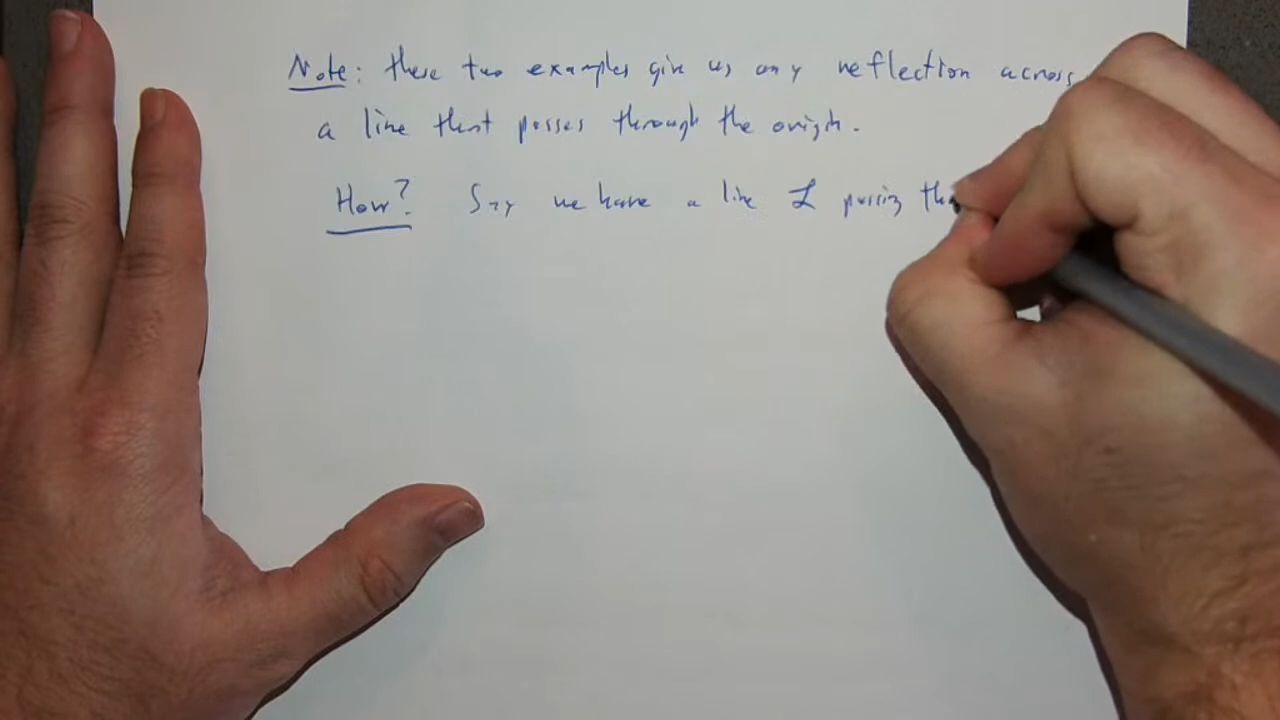 Note: these two examples give us any reflection across
a line that passes through the origin.
How? Say we have a line L passing th